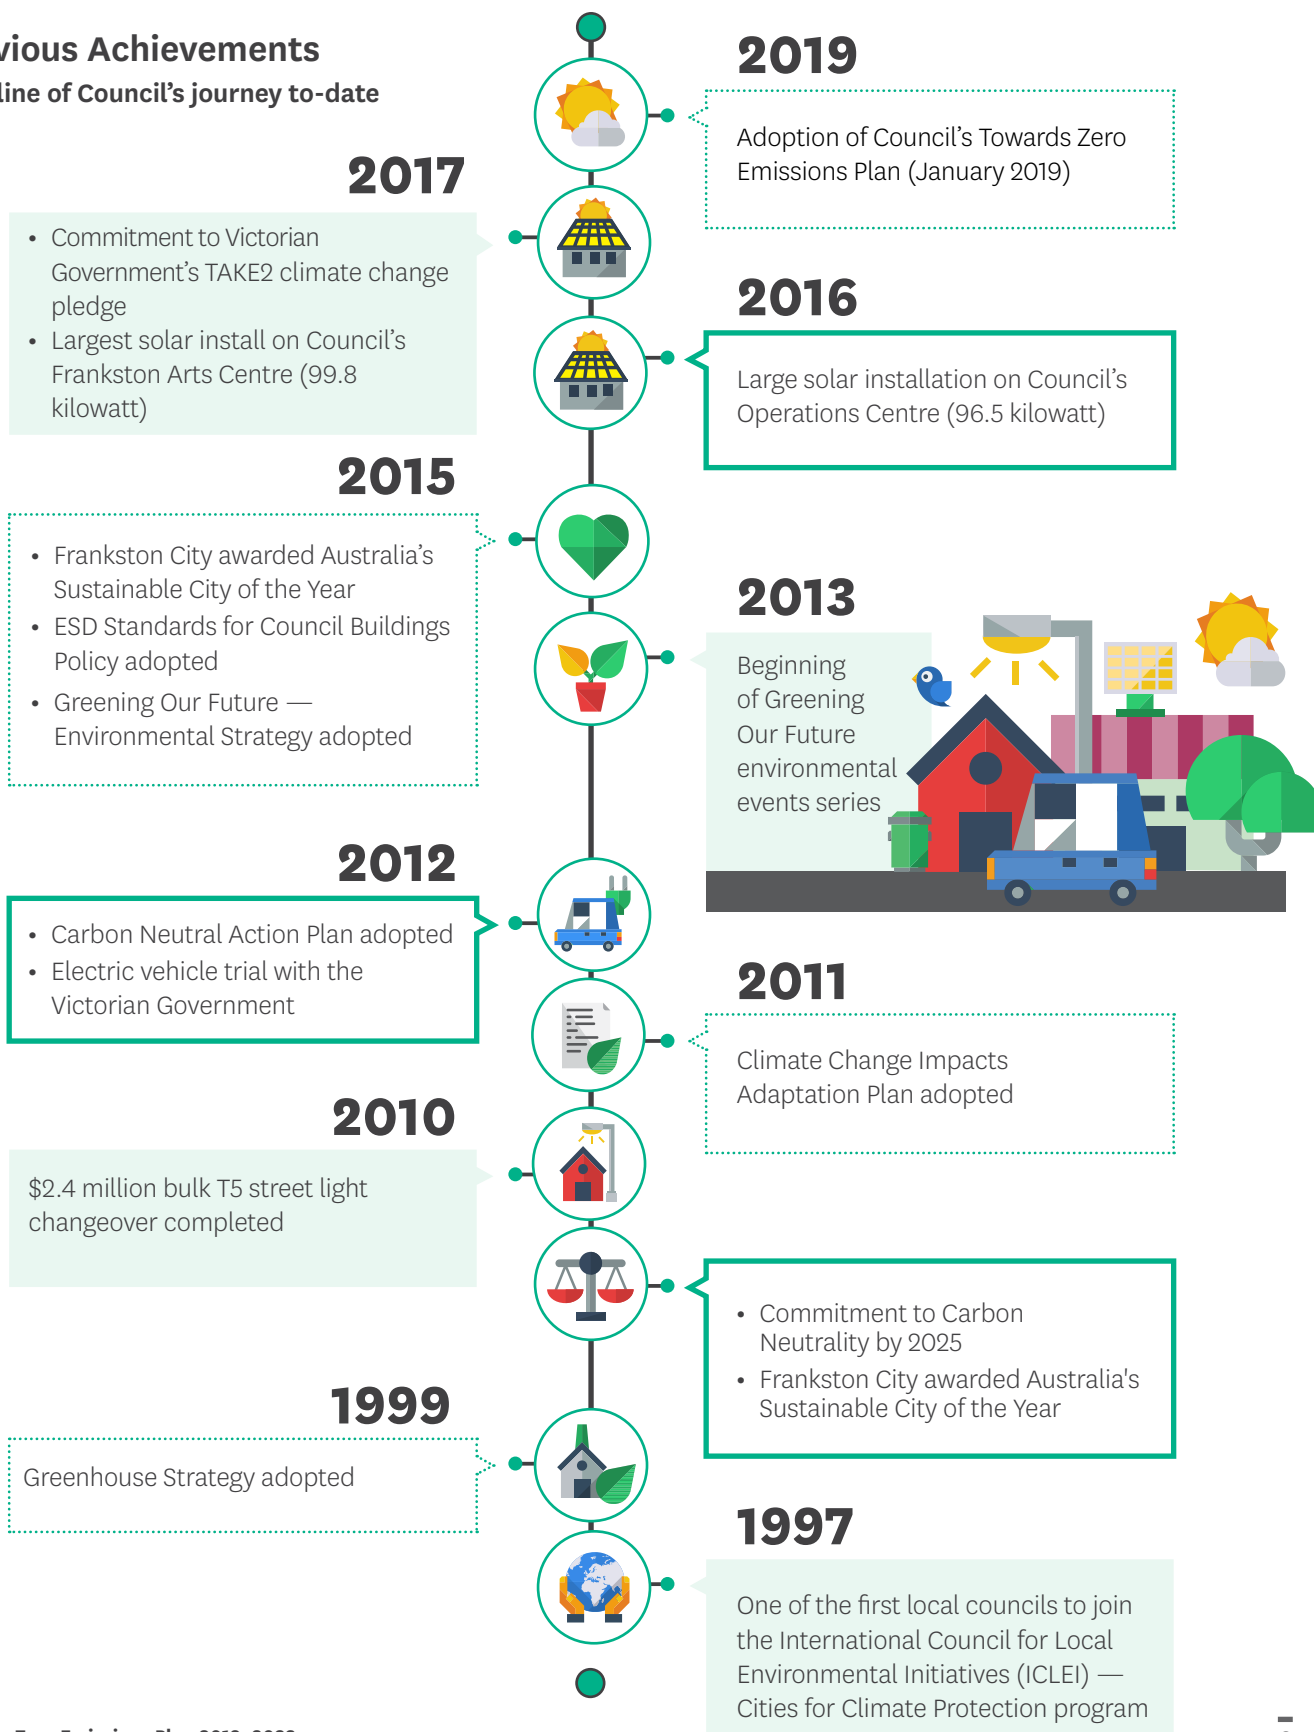 vious Achievements
line of Council's journey to-date
2019
Adoption of Council's Towards Zero
Emissions Plan (January 2019)
2017
• Commitment to Victorian
Government's TAKE2 climate change
pledge
• Largest solar install on Council's
Frankston Arts Centre (99.8
kilowatt)
2016
Large solar installation on Council's
Operations Centre (96.5 kilowatt)
2015
• Frankston City awarded Australia's
Sustainable City of the Year
• ESD Standards for Council Buildings
Policy adopted
• Greening Our Future —
Environmental Strategy adopted
2013
Beginning
of Greening
Our Future
environmental
events series
2012
• Carbon Neutral Action Plan adopted
• Electric vehicle trial with the
Victorian Government
2011
Climate Change Impacts
Adaptation Plan adopted
2010
$2.4 million bulk T5 street light
changeover completed
• Commitment to Carbon
Neutrality by 2025
• Frankston City awarded Australia's
Sustainable City of the Year
1999
Greenhouse Strategy adopted
1997
One of the first local councils to join
the International Council for Local
Environmental Initiatives (ICLEI) —
Cities for Climate Protection program